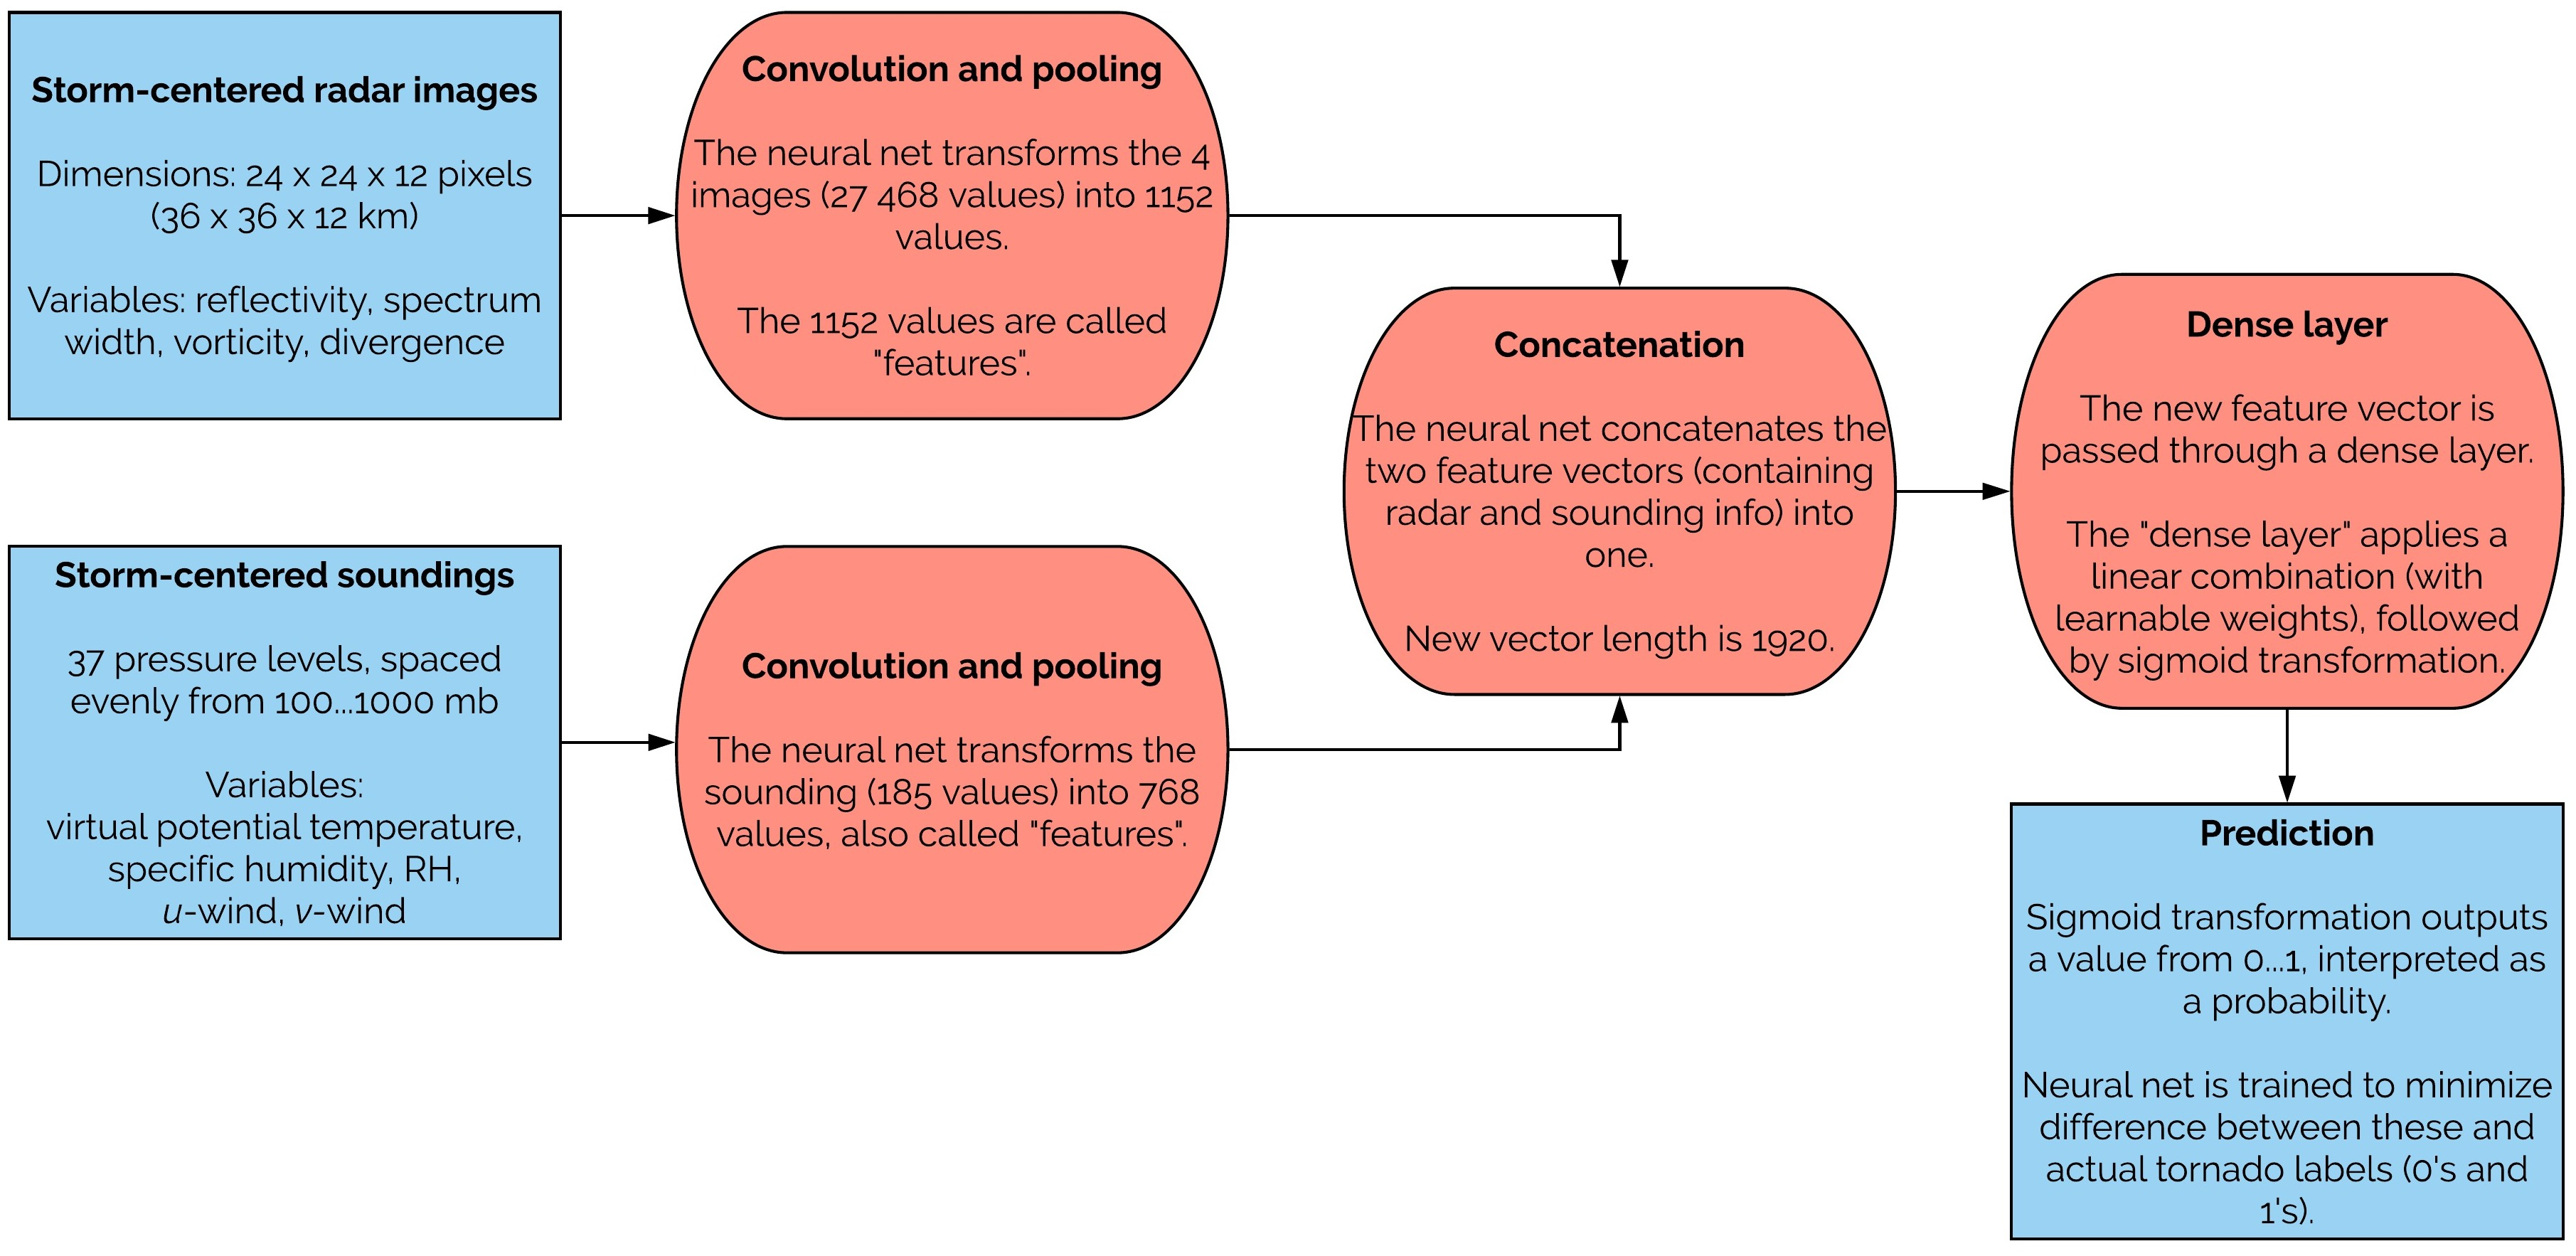 Storm-centered radar images
Dimensions: 24 x 24 x 12 pixels
(36 x 36 x 12 km)
Variables: reflectivity, spectrum
width, vorticity, divergence
Convolution and pooling
The neural net transforms the 4
images (27 468 values) into 1152
values.
The 1152 values are called
"features".
Storm-centered soundings
37 pressure levels, spaced
evenly from 100...1000 mb
Variables:
virtual potential temperature,
specific humidity, RH,
u-wind, v-wind
Convolution and pooling
The neural net transforms the
sounding (185 values) into 768
values, also called "features".
Concatenation
The neural net concatenates the
two feature vectors (containing
radar and sounding info) into
one.
New vector length is 1920.
Dense layer
The new feature vector is
passed through a dense layer.
The "dense layer" applies a
linear combination (with
learnable weights), followed
by sigmoid transformation.
Prediction
Sigmoid transformation outputs
a value from 0...1, interpreted as
a probability.
Neural net is trained to minimize
difference between these and
actual tornado labels (0's and
1's).